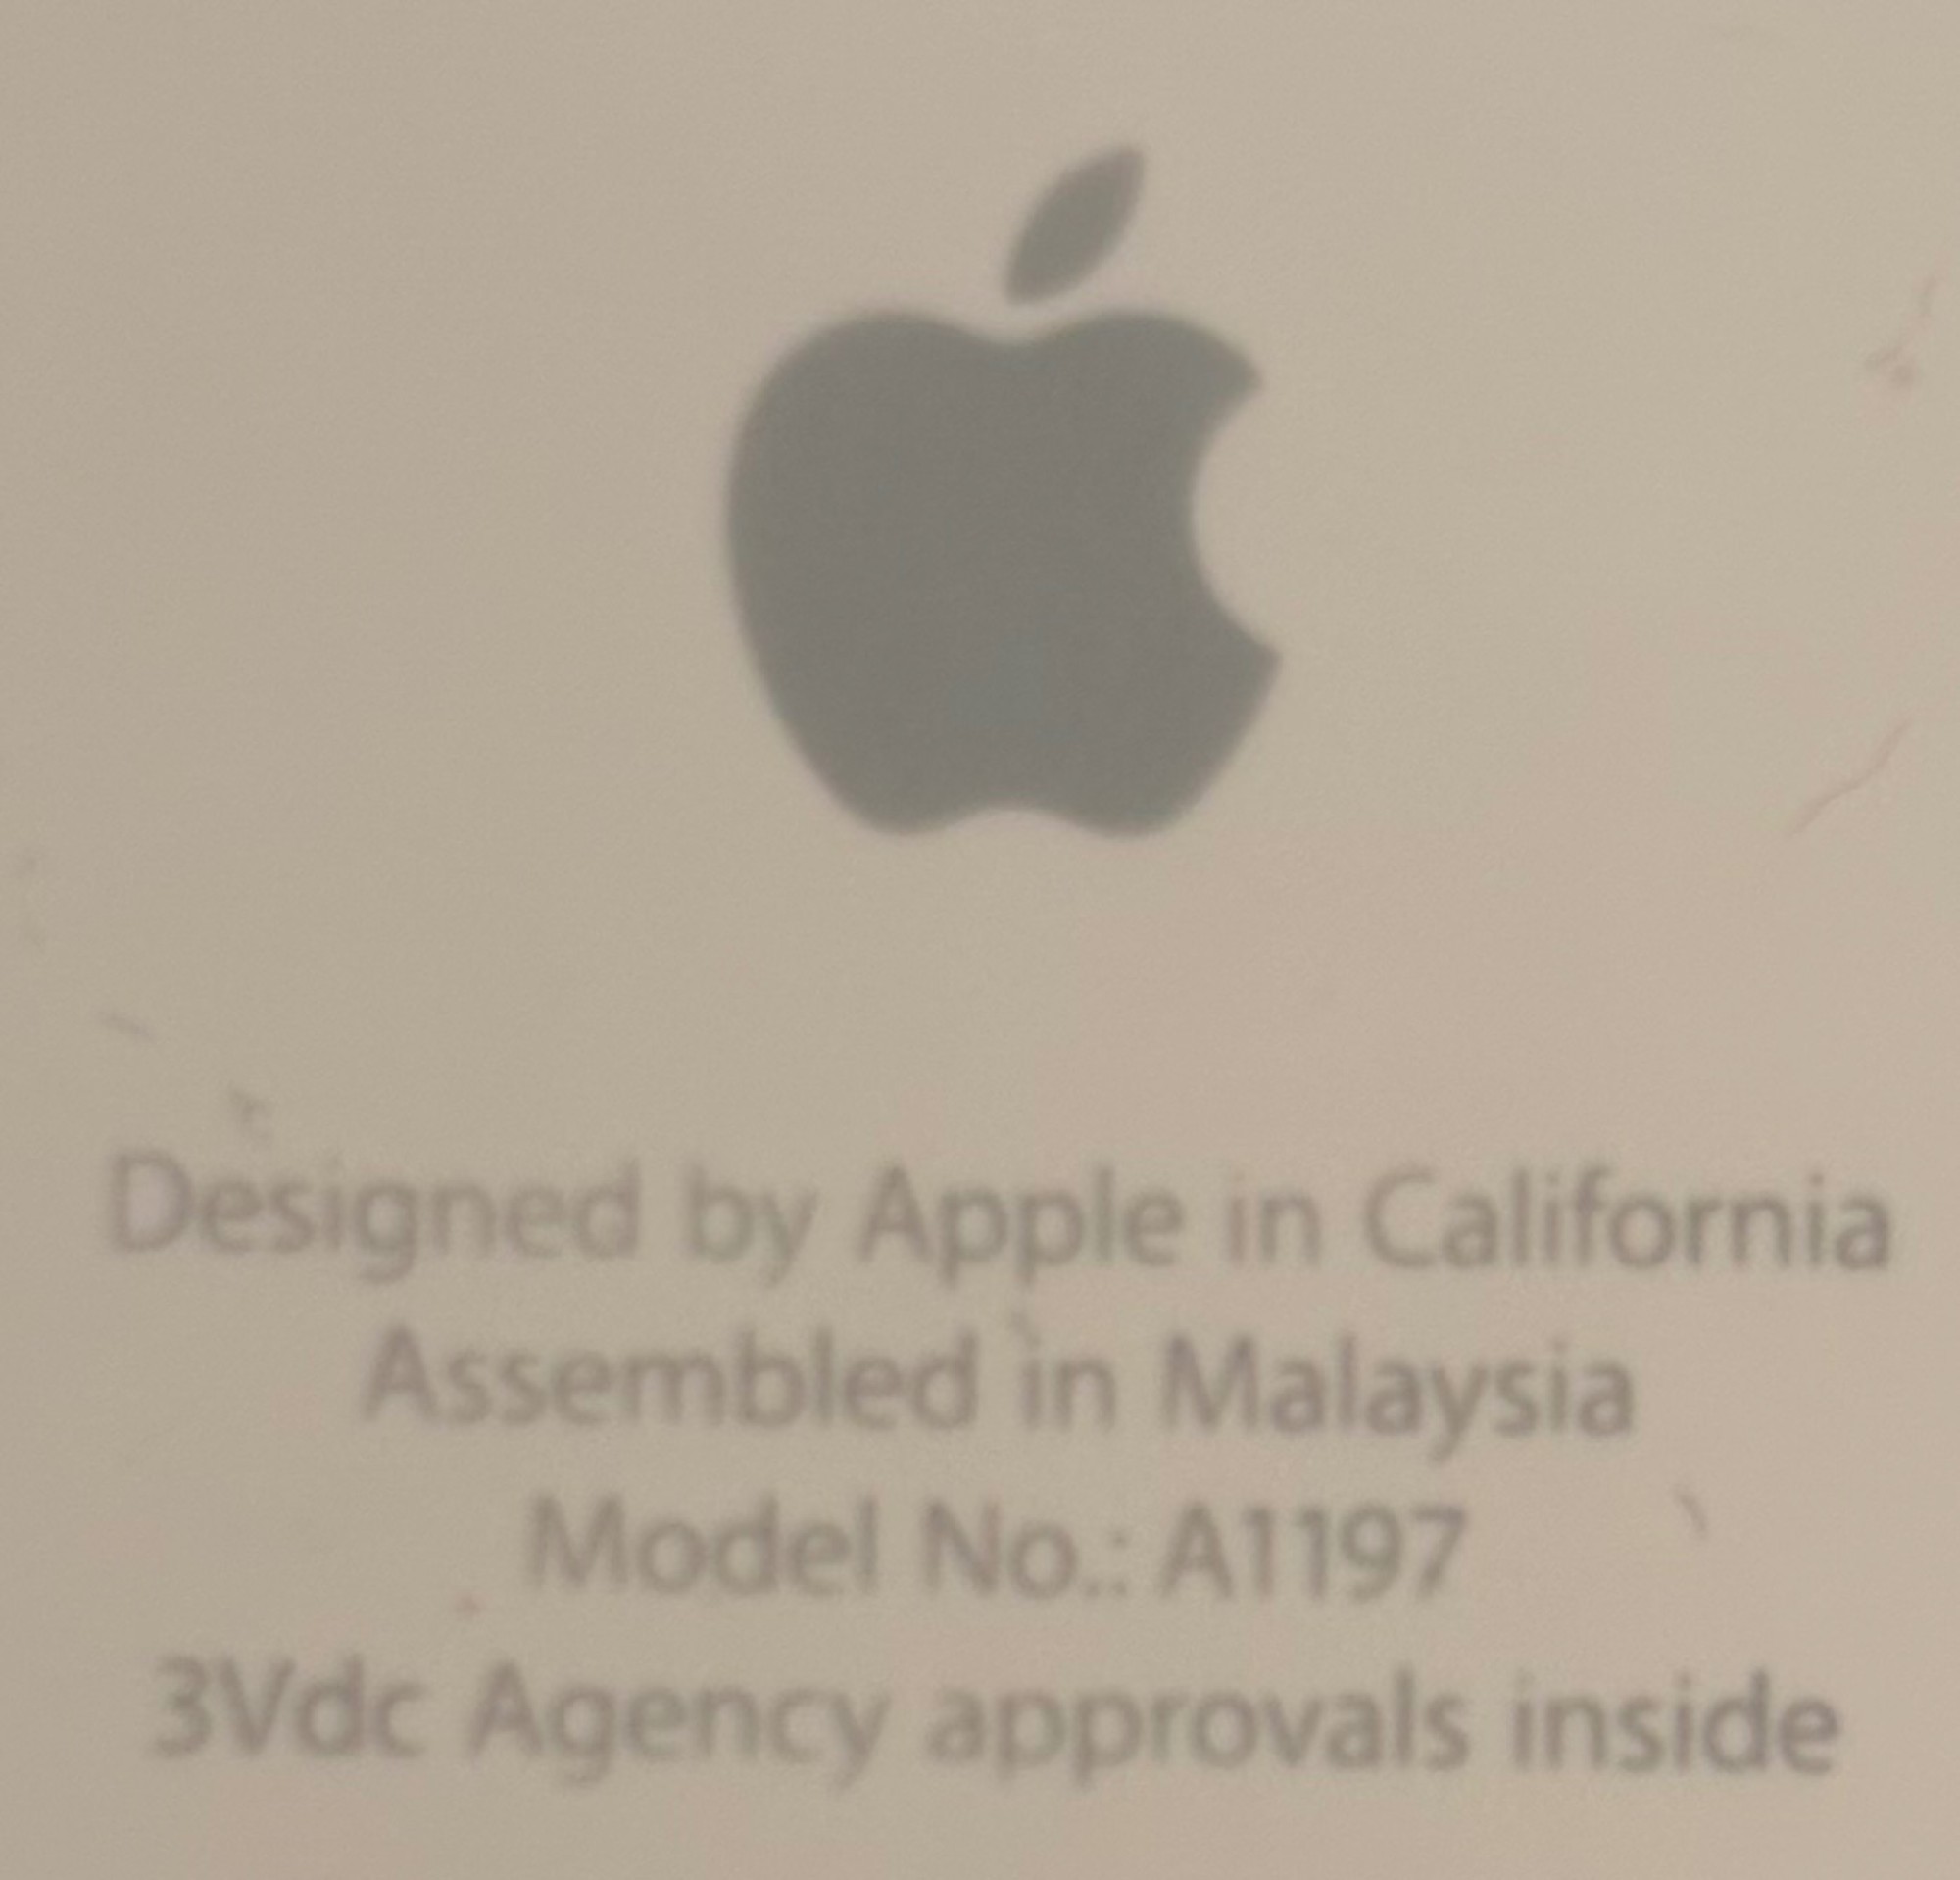 Designed by Apple in California
Assembled in Malaysia
Model No.: A1197
3Vdc Agency approvals inside